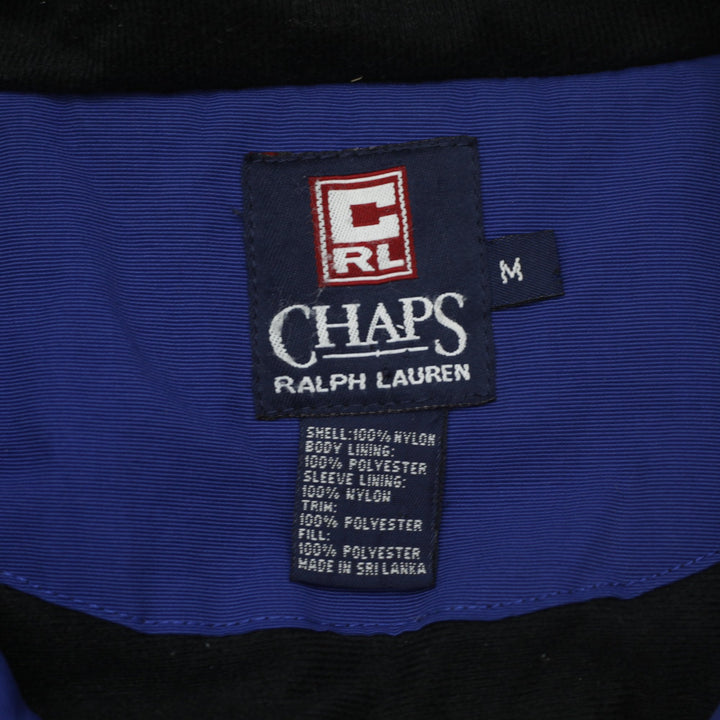 C
RL
M
CHAPS
RALPH LAUREN
SHELL:100% NYLON
BODY LINING:
100% POLYESTER
SLEEVE LINING:
100% NYLON
TRIM:
100% POLYESTER
FILL:
100% POLYESTER
MADE IN SRI LANKA